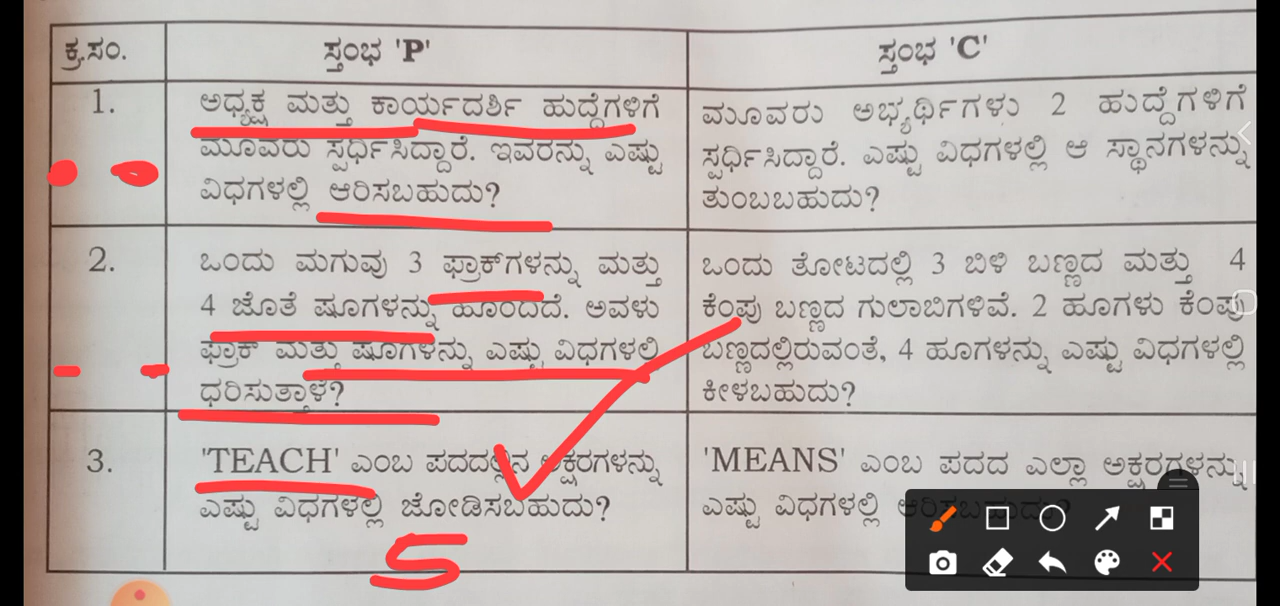 ಕ್ರ.ಸಂ. ಸ್ತಂಭ 'P' ಸ್ತಂಭ 'C'
1. ಅಧ್ಯಕ್ಷ ಮತ್ತು ಕಾರ್ಯದರ್ಶಿ ಹುದ್ದೆಗಳಿಗೆ
ಮೂವರು ಸ್ಪರ್ಧಿಸಿದ್ದಾರೆ. ಇವರನ್ನು ಎಷ್ಟು
ವಿಧಗಳಲ್ಲಿ ಆರಿಸಬಹುದು?
ಮೂವರು ಅಭ್ಯರ್ಥಿಗಳು 2 ಹುದ್ದೆಗಳಿಗೆ
ಸ್ಪರ್ಧಿಸಿದ್ದಾರೆ. ಎಷ್ಟು ವಿಧಗಳಲ್ಲಿ ಆ ಸ್ಥಾನಗಳನ್ನು
ತುಂಬಬಹುದು?
2. ಒಂದು ಮಗುವು 3 ಫ್ರಾಕ್‌ಗಳನ್ನು ಮತ್ತು
4 ಜೊತೆ ಷೂಗಳನ್ನು ಹೊಂದಿದೆ. ಅವಳು
ಫ್ರಾಕ್ ಮತ್ತು ಷೂಗಳನ್ನು ಎಷ್ಟು ವಿಧಗಳಲ್ಲಿ
ಧರಿಸುತ್ತಾಳೆ?
ಒಂದು ತೋಟದಲ್ಲಿ 3 ಬಿಳಿ ಬಣ್ಣದ ಮತ್ತು 4
ಕೆಂಪು ಬಣ್ಣದ ಗುಲಾಬಿಗಳಿವೆ. 2 ಹೂಗಳು ಕೆಂಪು
ಬಣ್ಣದಲ್ಲಿರುವಂತೆ, 4 ಹೂಗಳನ್ನು ಎಷ್ಟು ವಿಧಗಳಲ್ಲಿ
ಕೀಳಬಹುದು?
3. 'TEACH' ಎಂಬ ಪದದಲ್ಲಿನ ಅಕ್ಷರಗಳನ್ನು
ಎಷ್ಟು ವಿಧಗಳಲ್ಲಿ ಜೋಡಿಸಬಹುದು?
5
'MEANS' ಎಂಬ ಪದದ ಎಲ್ಲಾ ಅಕ್ಷರಗಳನ್ನು
ಎಷ್ಟು ವಿಧಗಳಲ್ಲಿ ಆರಿಸಬಹುದು?